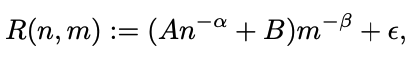 R(n, m) := (An^{-α} + B)m^{-β} + ϵ,